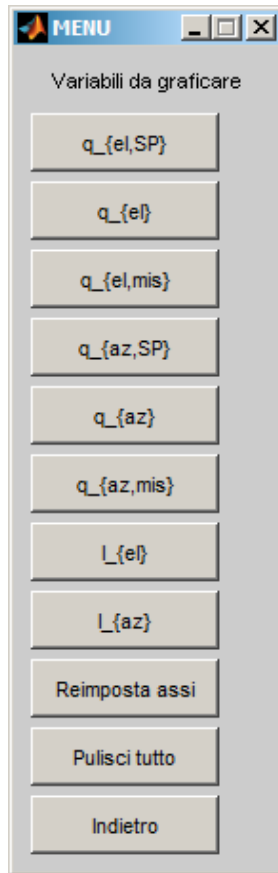 MENU
Variabili da graficare
q_{el,SP}
q_{el}
q_{el,mis}
q_{az,SP}
q_{az}
q_{az,mis}
I_{el}
I_{az}
Reimposta assi
Pulisci tutto
Indietro